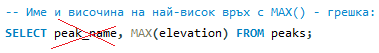 -- Име и височина на най-висок връх с MAX() - грешка:
SELECT peak_name, MAX(elevation) FROM peaks;